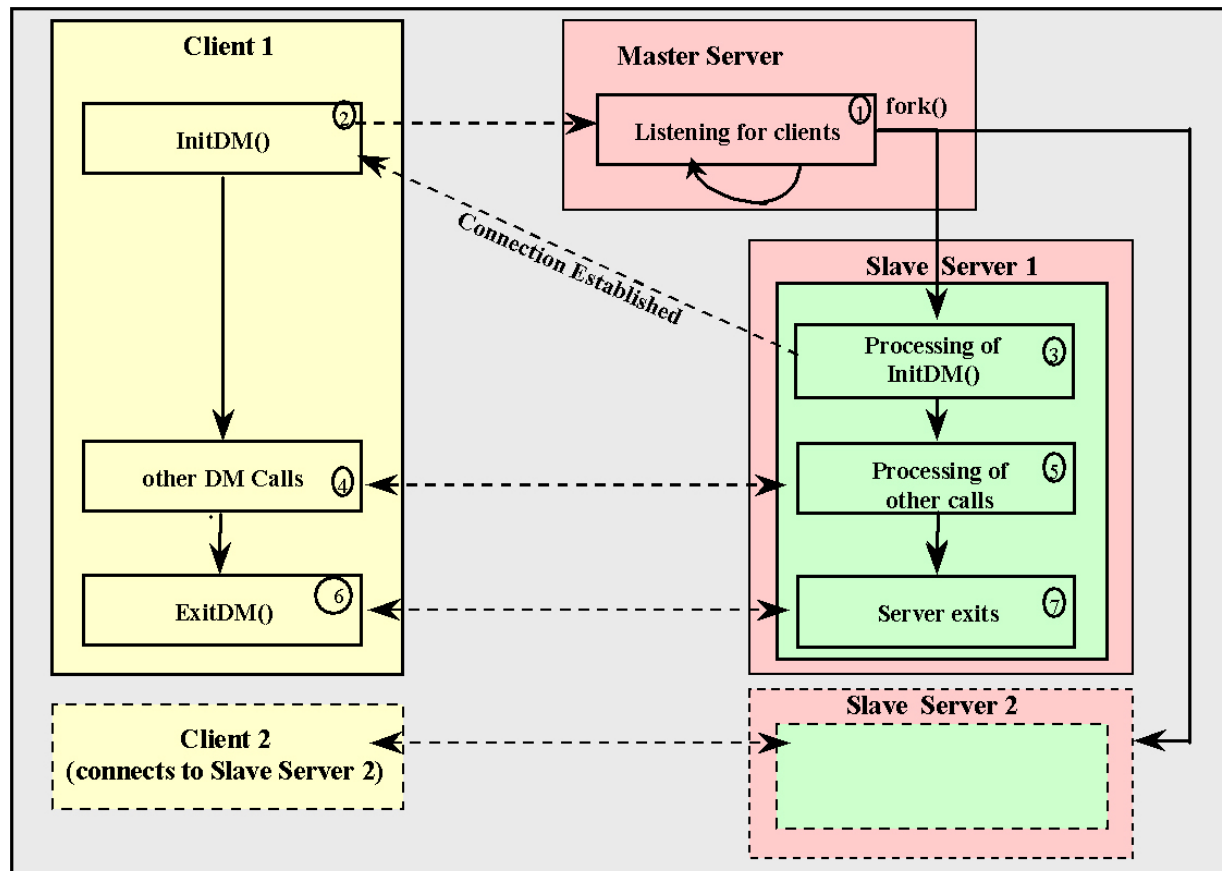 Client 1
InitDM()
2
Master Server
Listening for clients
1
fork()
Connection Established
Slave Server 1
Processing of
InitDM()
3
other DM Calls
4
Processing of
other calls
5
ExitDM()
6
Server exits
7
Client 2
(connects to Slave Server 2)
Slave Server 2